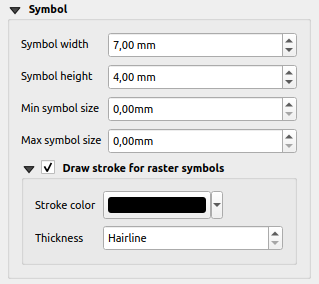 Symbol
Symbol width 7,00 mm
Symbol height 4,00 mm
Min symbol size 0,00mm
Max symbol size 0,00mm
Draw stroke for raster symbols
Stroke color
Thickness Hairline